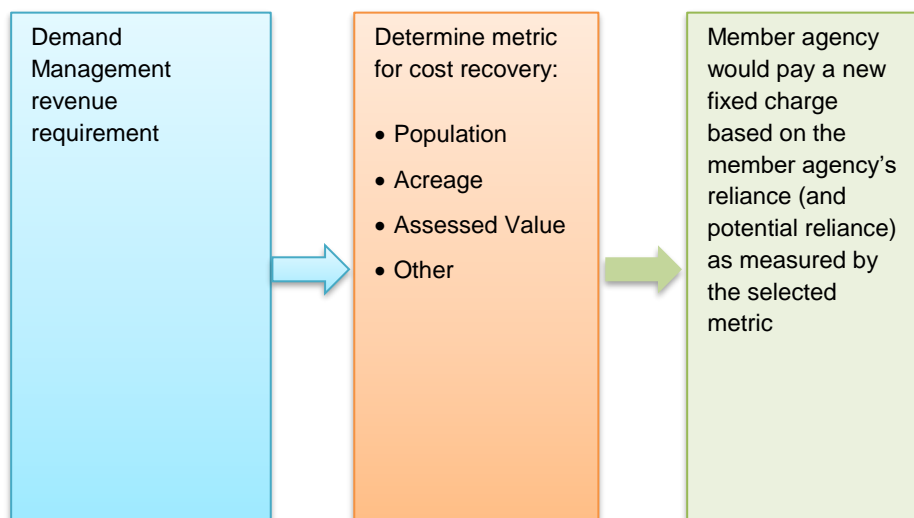 Demand
Management
revenue
requirement
Determine metric
for cost recovery:
• Population
• Acreage
• Assessed Value
• Other
Member agency
would pay a new
fixed charge
based on the
member agency’s
reliance (and
potential reliance)
as measured by
the selected
metric